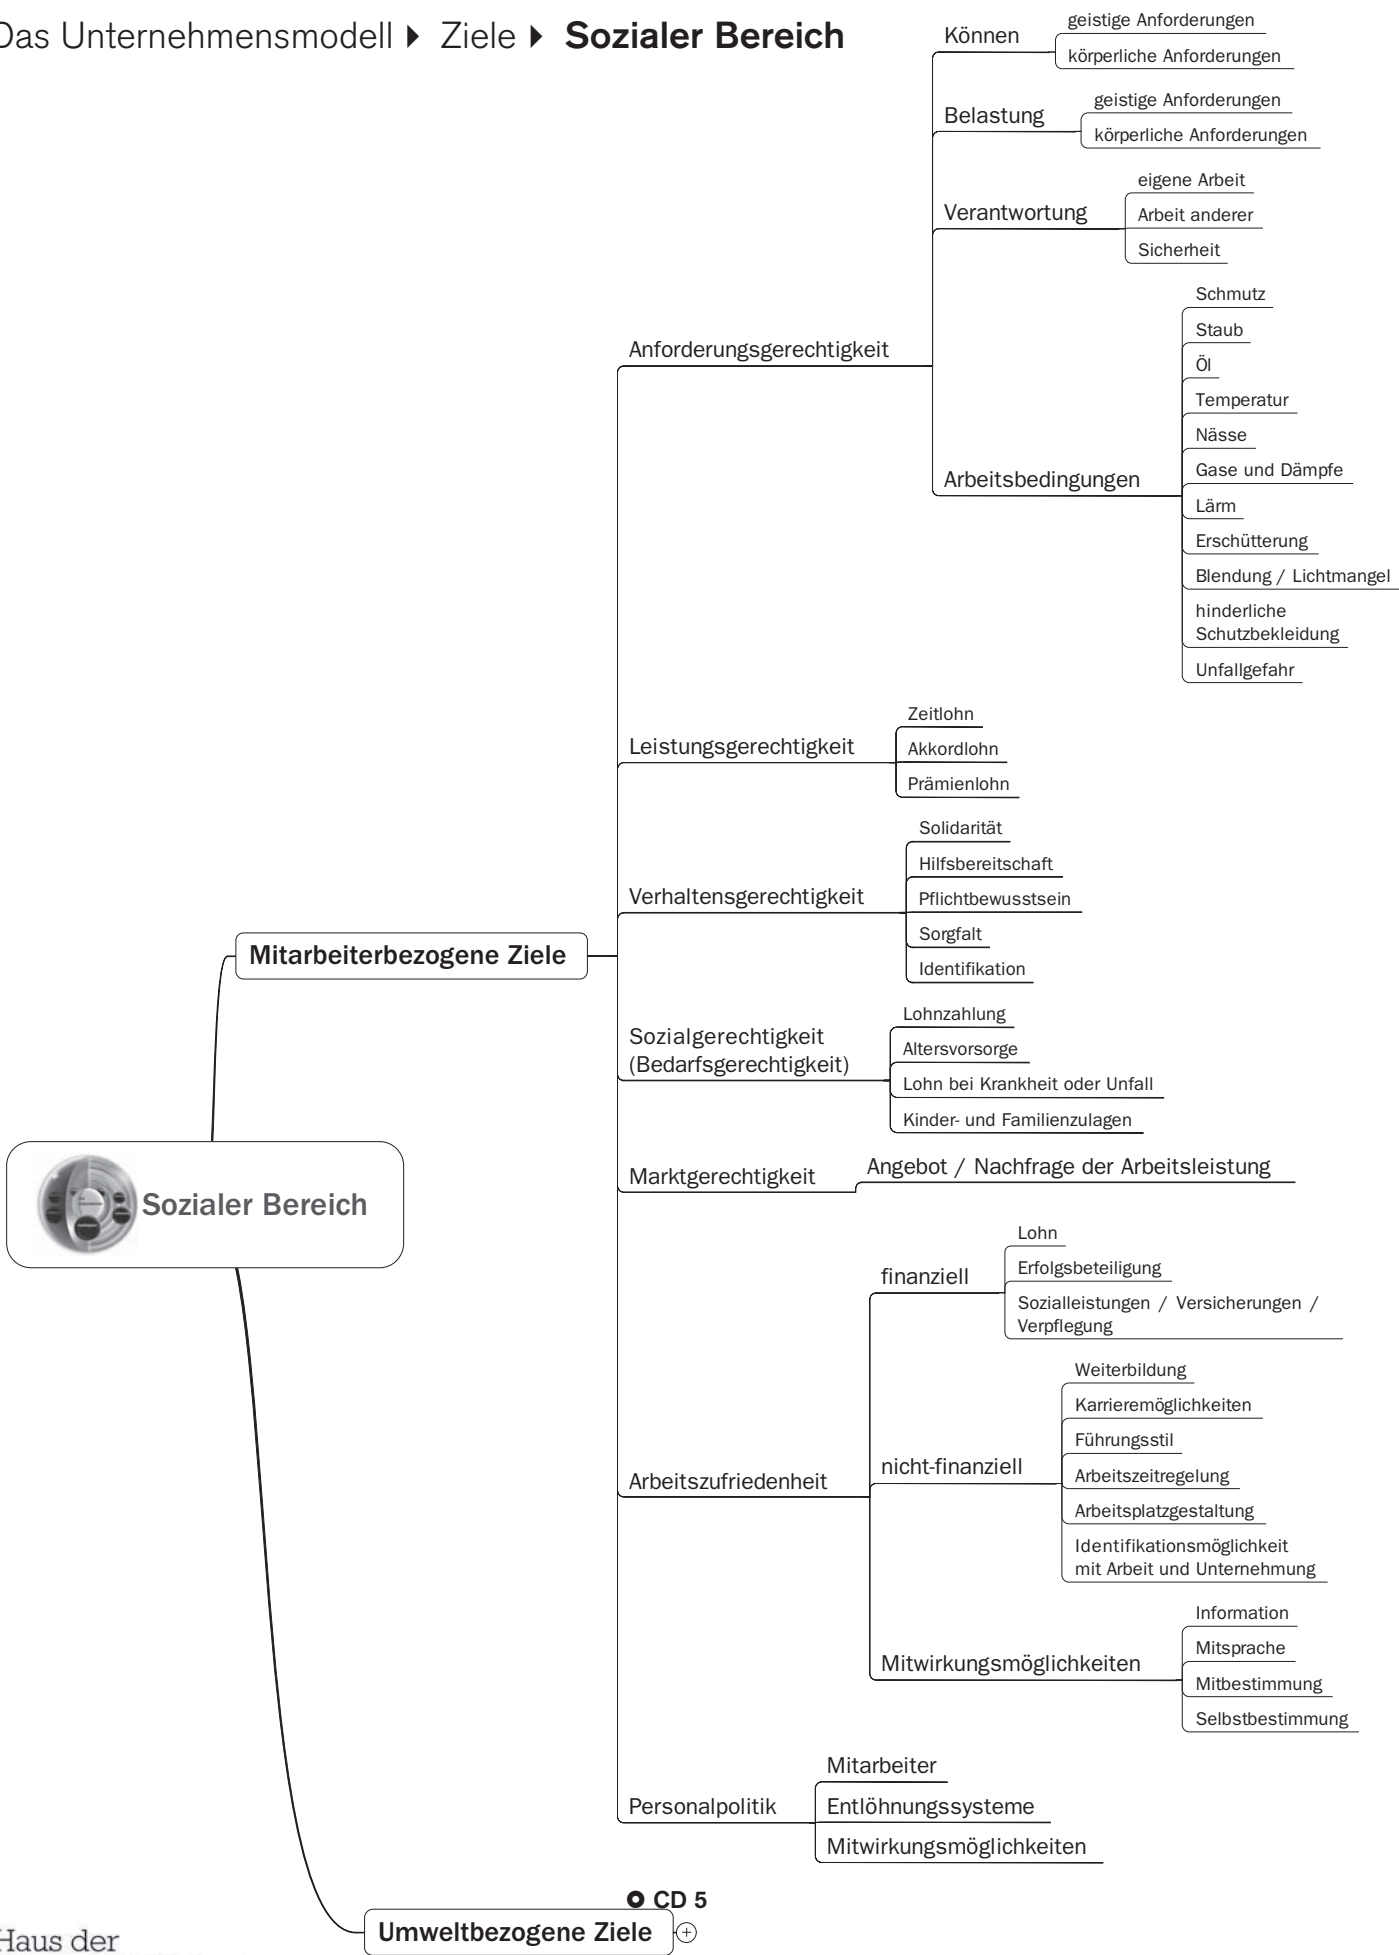 Das Unternehmensmodell ▶ Ziele ▶ Sozialer Bereich
Sozialer Bereich
Mitarbeiterbezogene Ziele
Anforderungsgerechtigkeit
Können
geistige Anforderungen
körperliche Anforderungen
Belastung
geistige Anforderungen
körperliche Anforderungen
Verantwortung
eigene Arbeit
Arbeit anderer
Sicherheit
Arbeitsbedingungen
Schmutz
Staub
Öl
Temperatur
Nässe
Gase und Dämpfe
Lärm
Erschütterung
Blendung / Lichtmangel
hinderliche
Schutzbekleidung
Unfallgefahr
Leistungsgerechtigkeit
Zeitlohn
Akkordlohn
Prämienlohn
Verhaltensgerechtigkeit
Solidarität
Hilfsbereitschaft
Pflichtbewusstsein
Sorgfalt
Identifikation
Sozialgerechtigkeit
(Bedarfsgerechtigkeit)
Lohnzahlung
Altersvorsorge
Lohn bei Krankheit oder Unfall
Kinder- und Familienzulagen
Marktgerechtigkeit
Angebot / Nachfrage der Arbeitsleistung
Arbeitszufriedenheit
finanziell
Lohn
Erfolgsbeteiligung
Sozialleistungen / Versicherungen /
Verpflegung
nicht-finanziell
Weiterbildung
Karrieremöglichkeiten
Führungsstil
Arbeitszeitregelung
Arbeitsplatzgestaltung
Identifikationsmöglichkeit
mit Arbeit und Unternehmung
Mitwirkungsmöglichkeiten
Information
Mitsprache
Mitbestimmung
Selbstbestimmung
Personalpolitik
Mitarbeiter
Entlöhnungssysteme
Mitwirkungsmöglichkeiten
CD 5
Umweltbezogene Ziele
Haus der